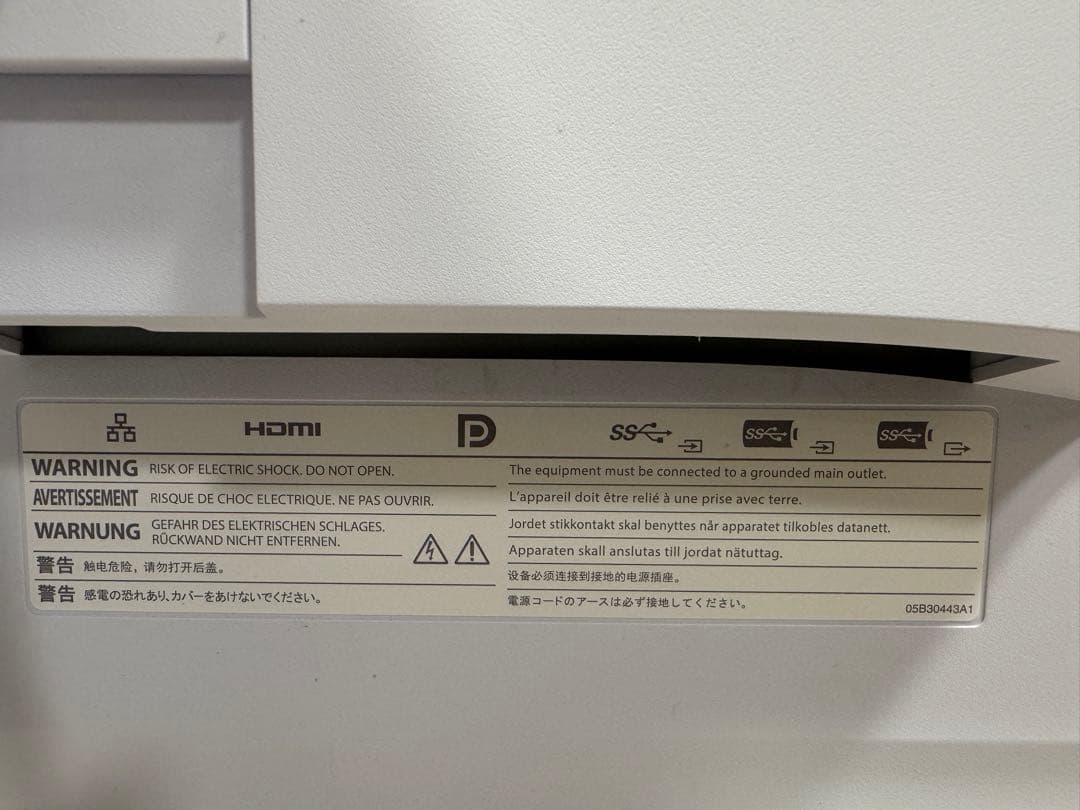 HDMI
SS SS SS
WARNING RISK OF ELECTRIC SHOCK. DO NOT OPEN.
AVERTISSEMENT RISQUE DE CHOC ELECTRIQUE. NE PAS OUVRIR.
WARNUNG GEFAHR DES ELEKTRISCHEN SCHLAGES.
RÜCKWAND NICHT ENTFERNEN.
警告 触电危险，请勿打开后盖。
警告 感電の恐れあり、カバーをあけないでください。
The equipment must be connected to a grounded main outlet.
L'appareil doit être relié à une prise avec terre.
Jordet stikkontakt skal benyttes når apparatet tilkobles datanett.
Apparaten skall anslutas till jordat nätuttag.
设备必须连接到接地的电源插座。
電源コードのアースは必ず接地してください。
05B30443A1